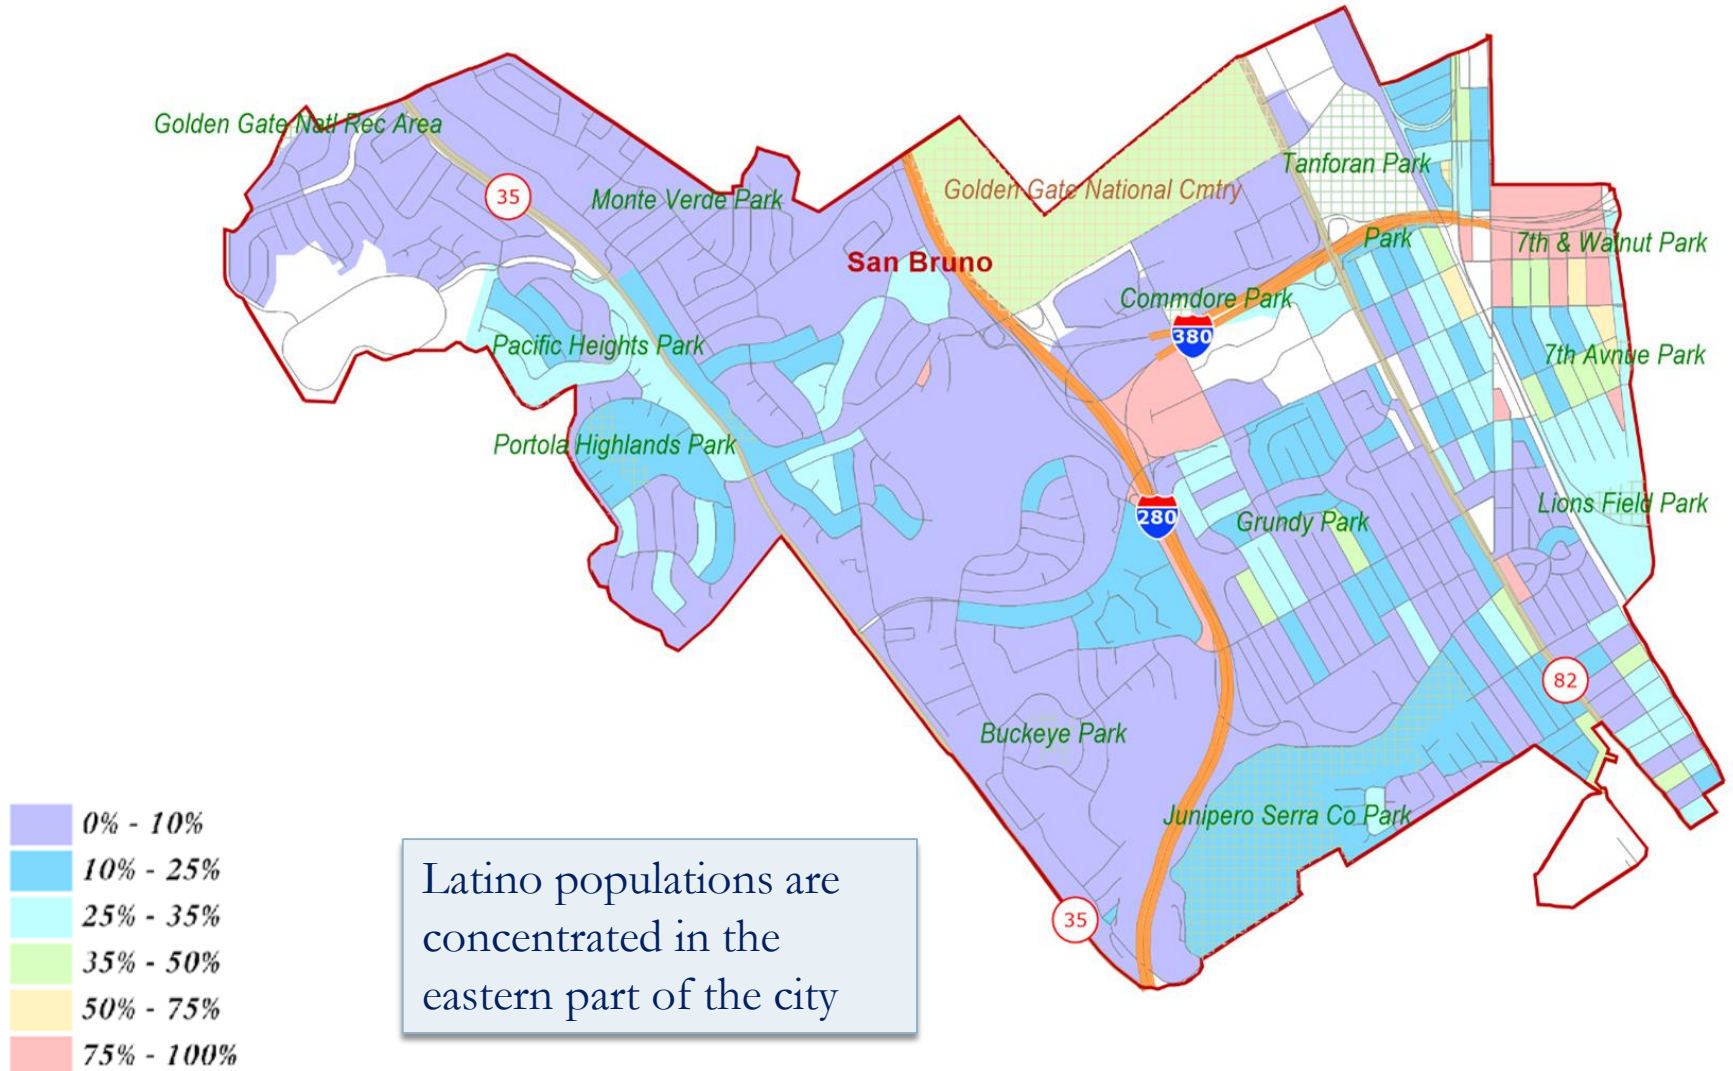 Golden Gate Natl Rec Area
Tanforan Park
35
Monte Verde Park
Golden Gate National Cmtry
Park
7th & Walnut Park
San Bruno
Commdore Park
380
Pacific Heights Park
7th Avnue Park
Portola Highlands Park
Lions Field Park
280
Grundy Park
82
Buckeye Park
Junipero Serra Co Park
35
0% - 10%
10% - 25%
25% - 35%
35% - 50%
50% - 75%
75% - 100%
Latino populations are
concentrated in the
eastern part of the city